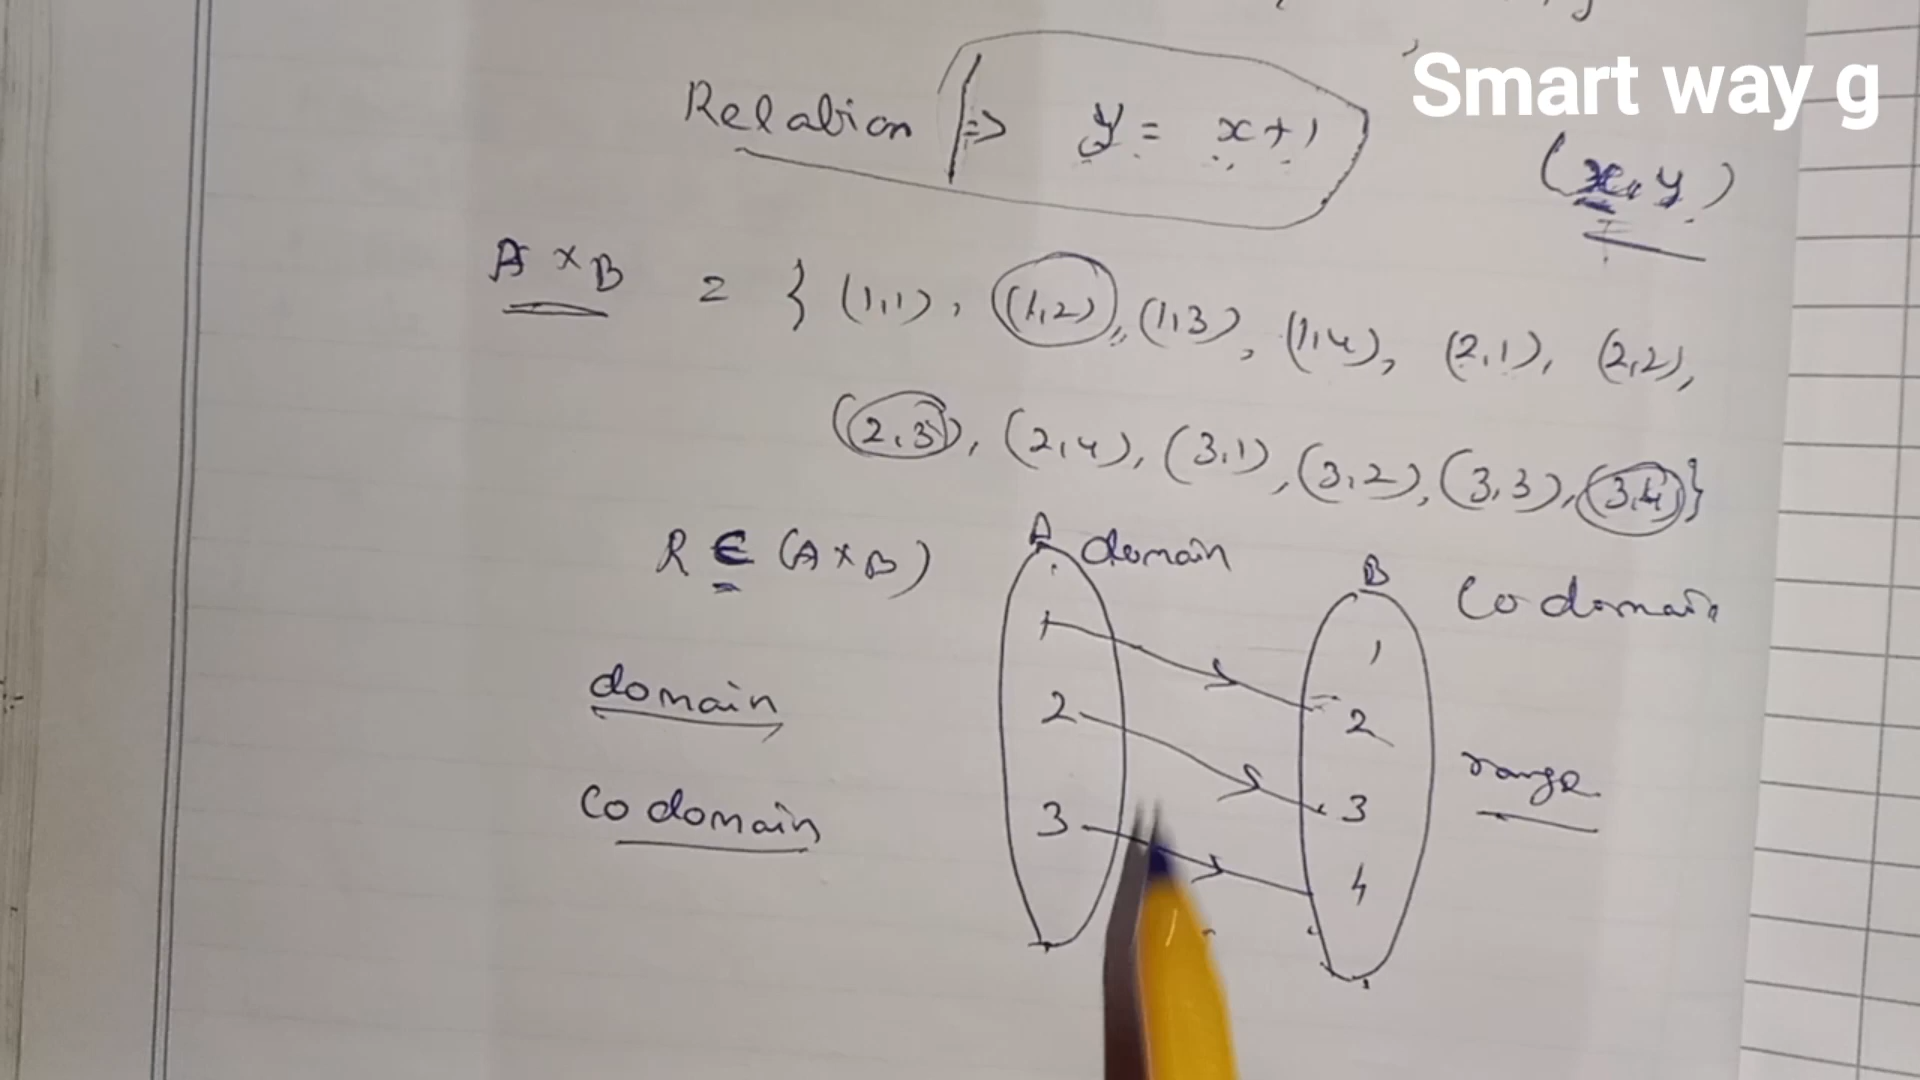 Smart way g
Relation => y = x+1
(x, y)
A × B = { (1,1), (1,2), (1,3), (1,4), (2,1), (2,2),
(2,3), (2,4), (3,1), (3,2), (3,3), (3,4)}
R ∈ (A × B)
A domain
B Co domain
1 1
2 2
3 3
4
domain
Co domain
range